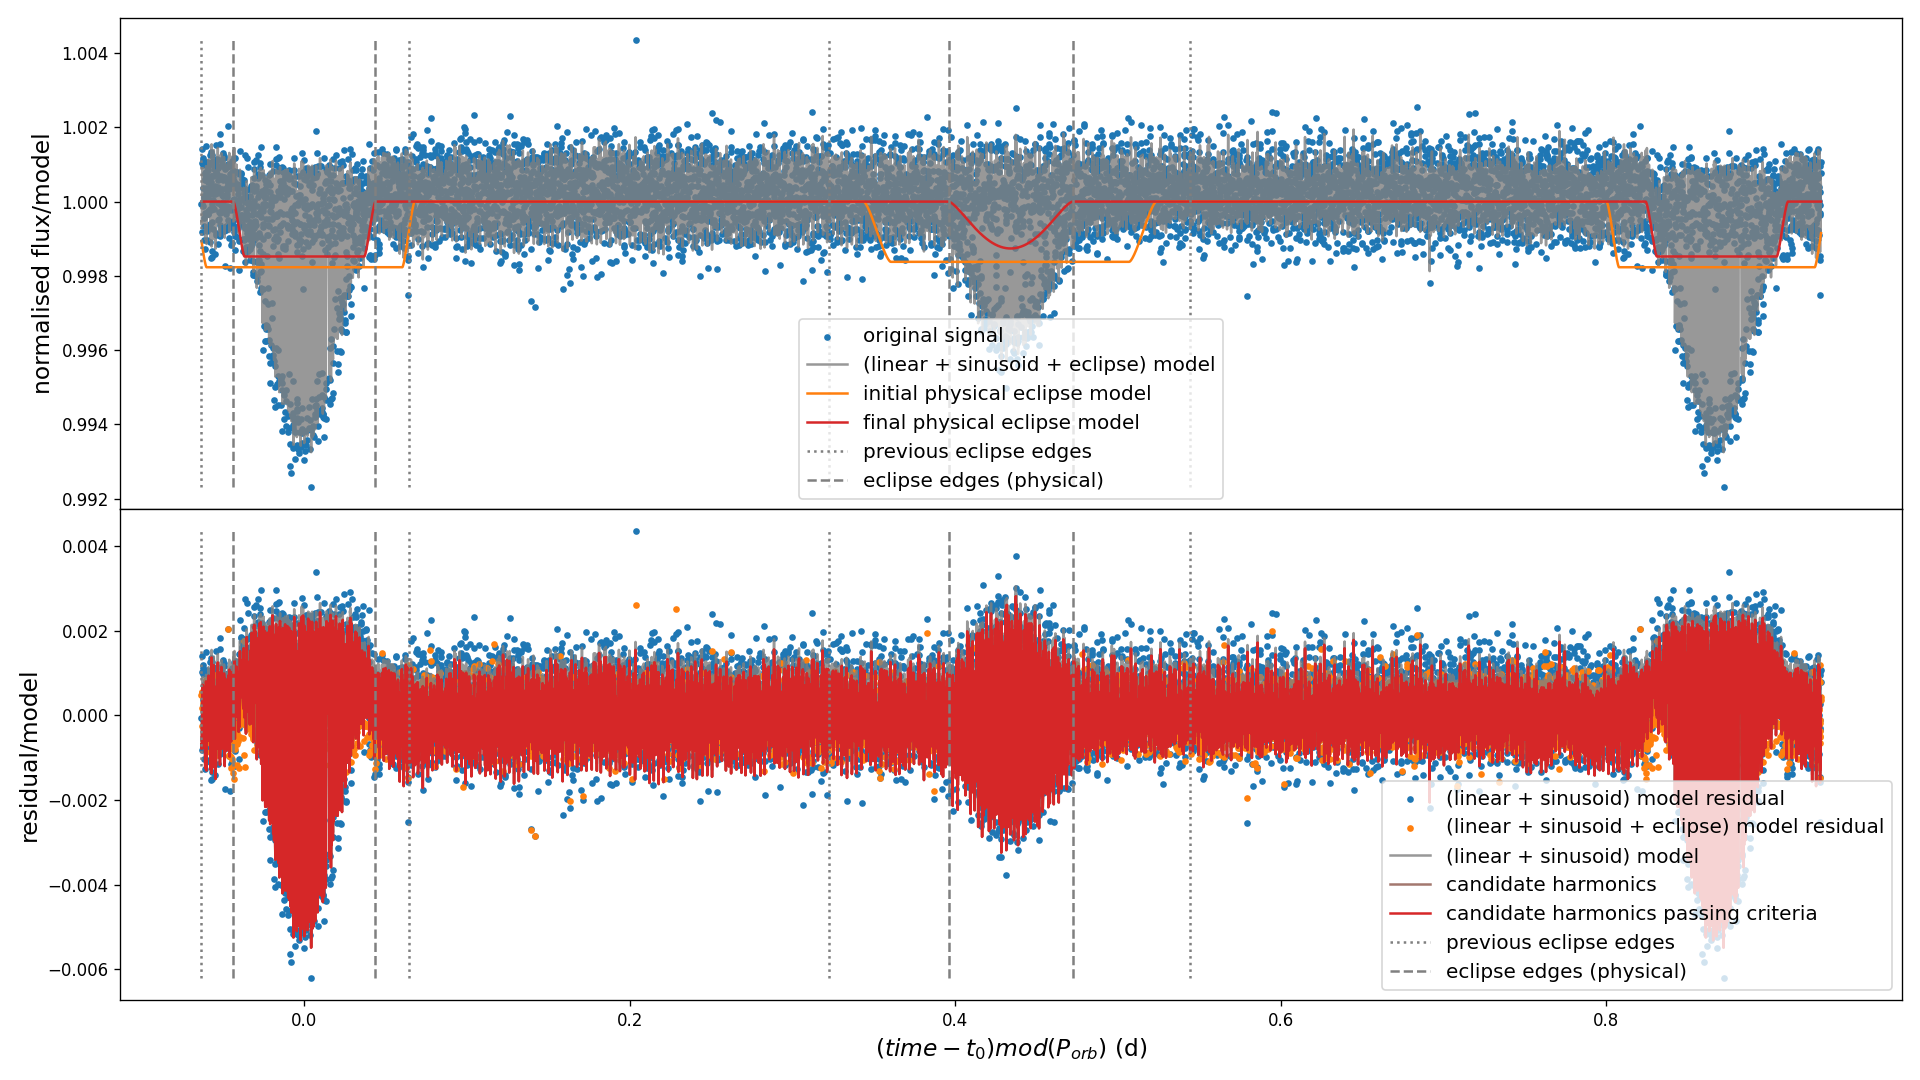 normalised flux/model
1.004
1.002
1.000
0.998
0.996
0.994
0.992
original signal
(linear + sinusoid + eclipse) model
initial physical eclipse model
final physical eclipse model
previous eclipse edges
eclipse edges (physical)
residual/model
0.004
0.002
0.000
−0.002
−0.004
−0.006
(linear + sinusoid) model residual
(linear + sinusoid + eclipse) model residual
(linear + sinusoid) model
candidate harmonics
candidate harmonics passing criteria
previous eclipse edges
eclipse edges (physical)
0.0 0.2 0.4 0.6 0.8
(time − t₀)mod(P_orb) (d)